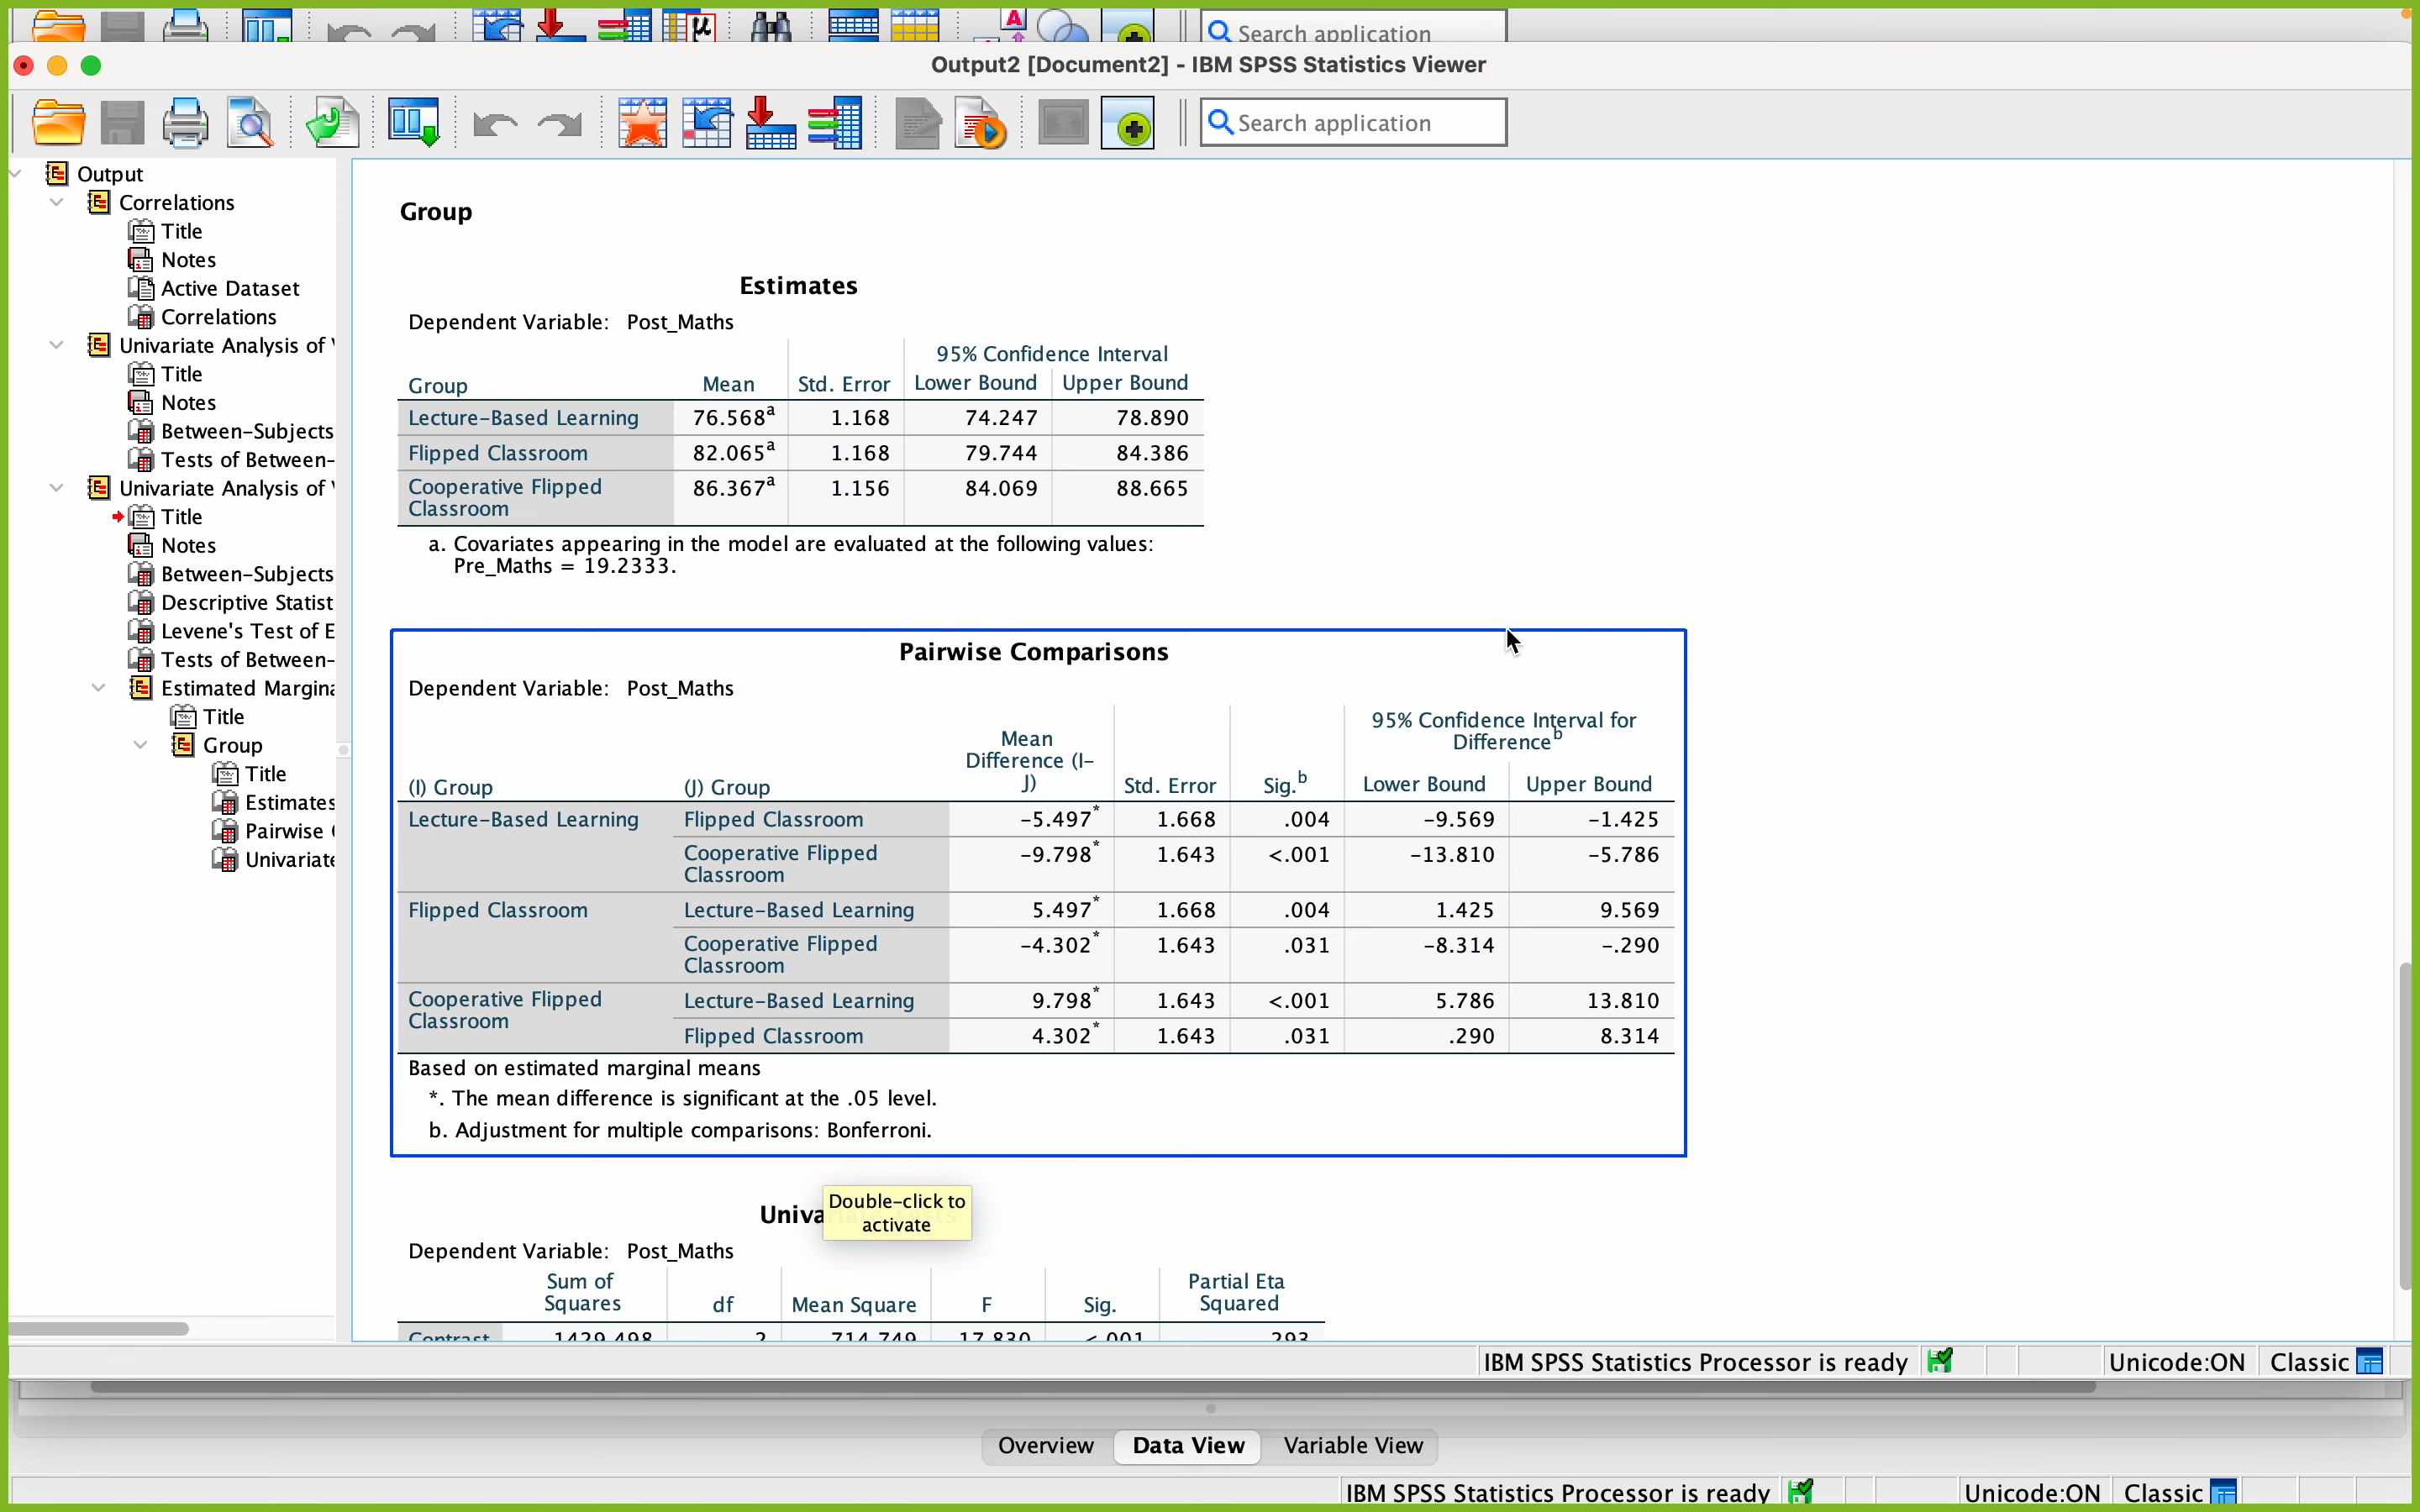 Search application
Output2 [Document2] - IBM SPSS Statistics Viewer
Search application
Output
Correlations
Title
Notes
Active Dataset
Correlations
Univariate Analysis of
Title
Notes
Between-Subjects
Tests of Between-
Univariate Analysis of
Title
Notes
Between-Subjects
Descriptive Statist
Levene's Test of E
Tests of Between-
Estimated Margina
Title
Group
Title
Estimates
Pairwise
Univariate
Group
Estimates
Dependent Variable: Post_Maths
95% Confidence Interval
Group Mean Std. Error Lower Bound Upper Bound
Lecture-Based Learning 76.568a 1.168 74.247 78.890
Flipped Classroom 82.065a 1.168 79.744 84.386
Cooperative Flipped 86.367a 1.156 84.069 88.665
Classroom
a. Covariates appearing in the model are evaluated at the following values:
Pre_Maths = 19.2333.
Pairwise Comparisons
Dependent Variable: Post_Maths
95% Confidence Interval for
Differenceb
Mean
Difference (I-
(I) Group (J) Group J) Std. Error Sig.b Lower Bound Upper Bound
Lecture-Based Learning Flipped Classroom -5.497* 1.668 .004 -9.569 -1.425
Cooperative Flipped -9.798* 1.643 <.001 -13.810 -5.786
Classroom
Flipped Classroom Lecture-Based Learning 5.497* 1.668 .004 1.425 9.569
Cooperative Flipped -4.302* 1.643 .031 -8.314 -.290
Classroom
Cooperative Flipped Lecture-Based Learning 9.798* 1.643 <.001 5.786 13.810
Classroom
Flipped Classroom 4.302* 1.643 .031 .290 8.314
Based on estimated marginal means
*. The mean difference is significant at the .05 level.
b. Adjustment for multiple comparisons: Bonferroni.
Double-click to
activate
Univa
Dependent Variable: Post_Maths
Sum of Partial Eta
Squares df Mean Square F Sig. Squared
Contrast 1429.498 2 714.749 17.830 <.001 .293
IBM SPSS Statistics Processor is ready Unicode:ON Classic
Overview Data View Variable View
IBM SPSS Statistics Processor is ready Unicode:ON Classic